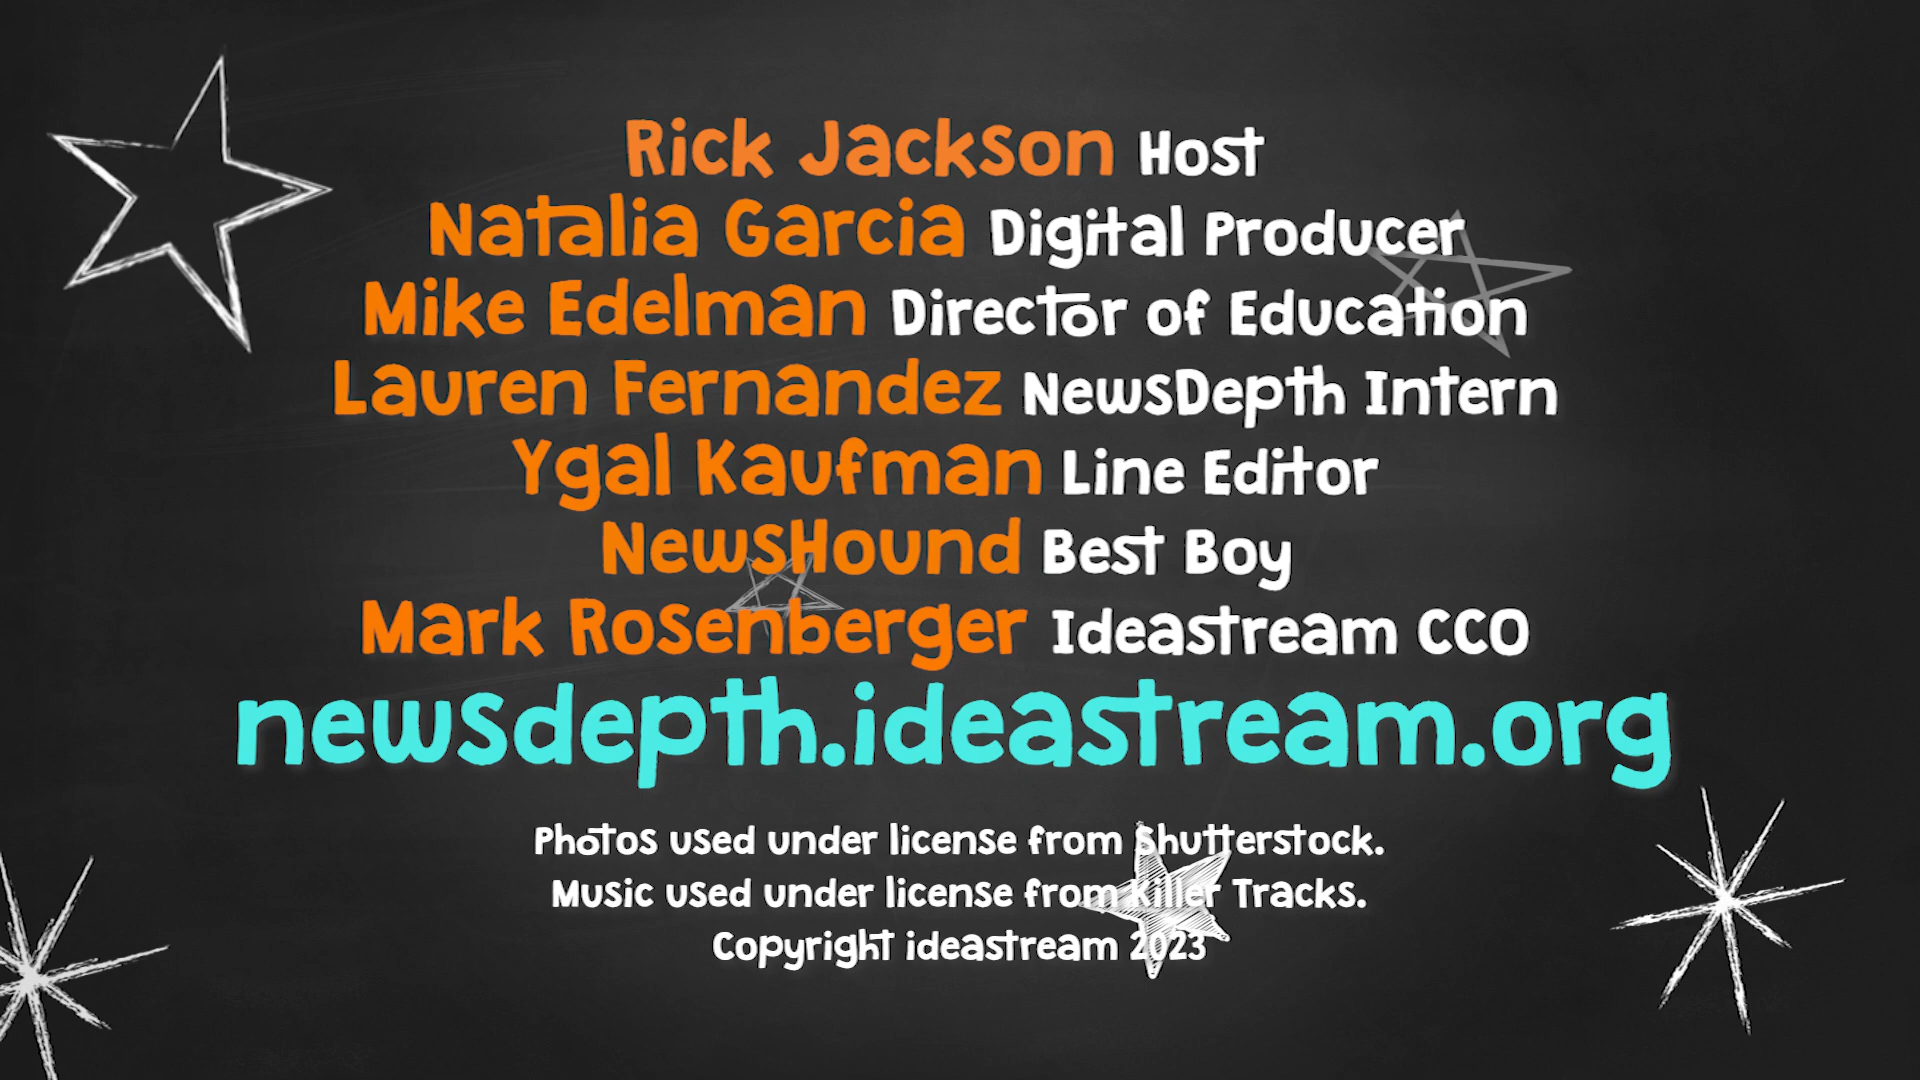 Rick Jackson Host
Natalia Garcia Digital Producer
Mike Edelman Director of Education
Lauren Fernandez NewsDepth Intern
Ygal Kaufman Line Editor
NewsHound Best Boy
Mark Rosenberger Ideastream CCO
newsdepth.ideastream.org
Photos used under license from Shutterstock.
Music used under license from Killer Tracks.
Copyright ideastream 2023